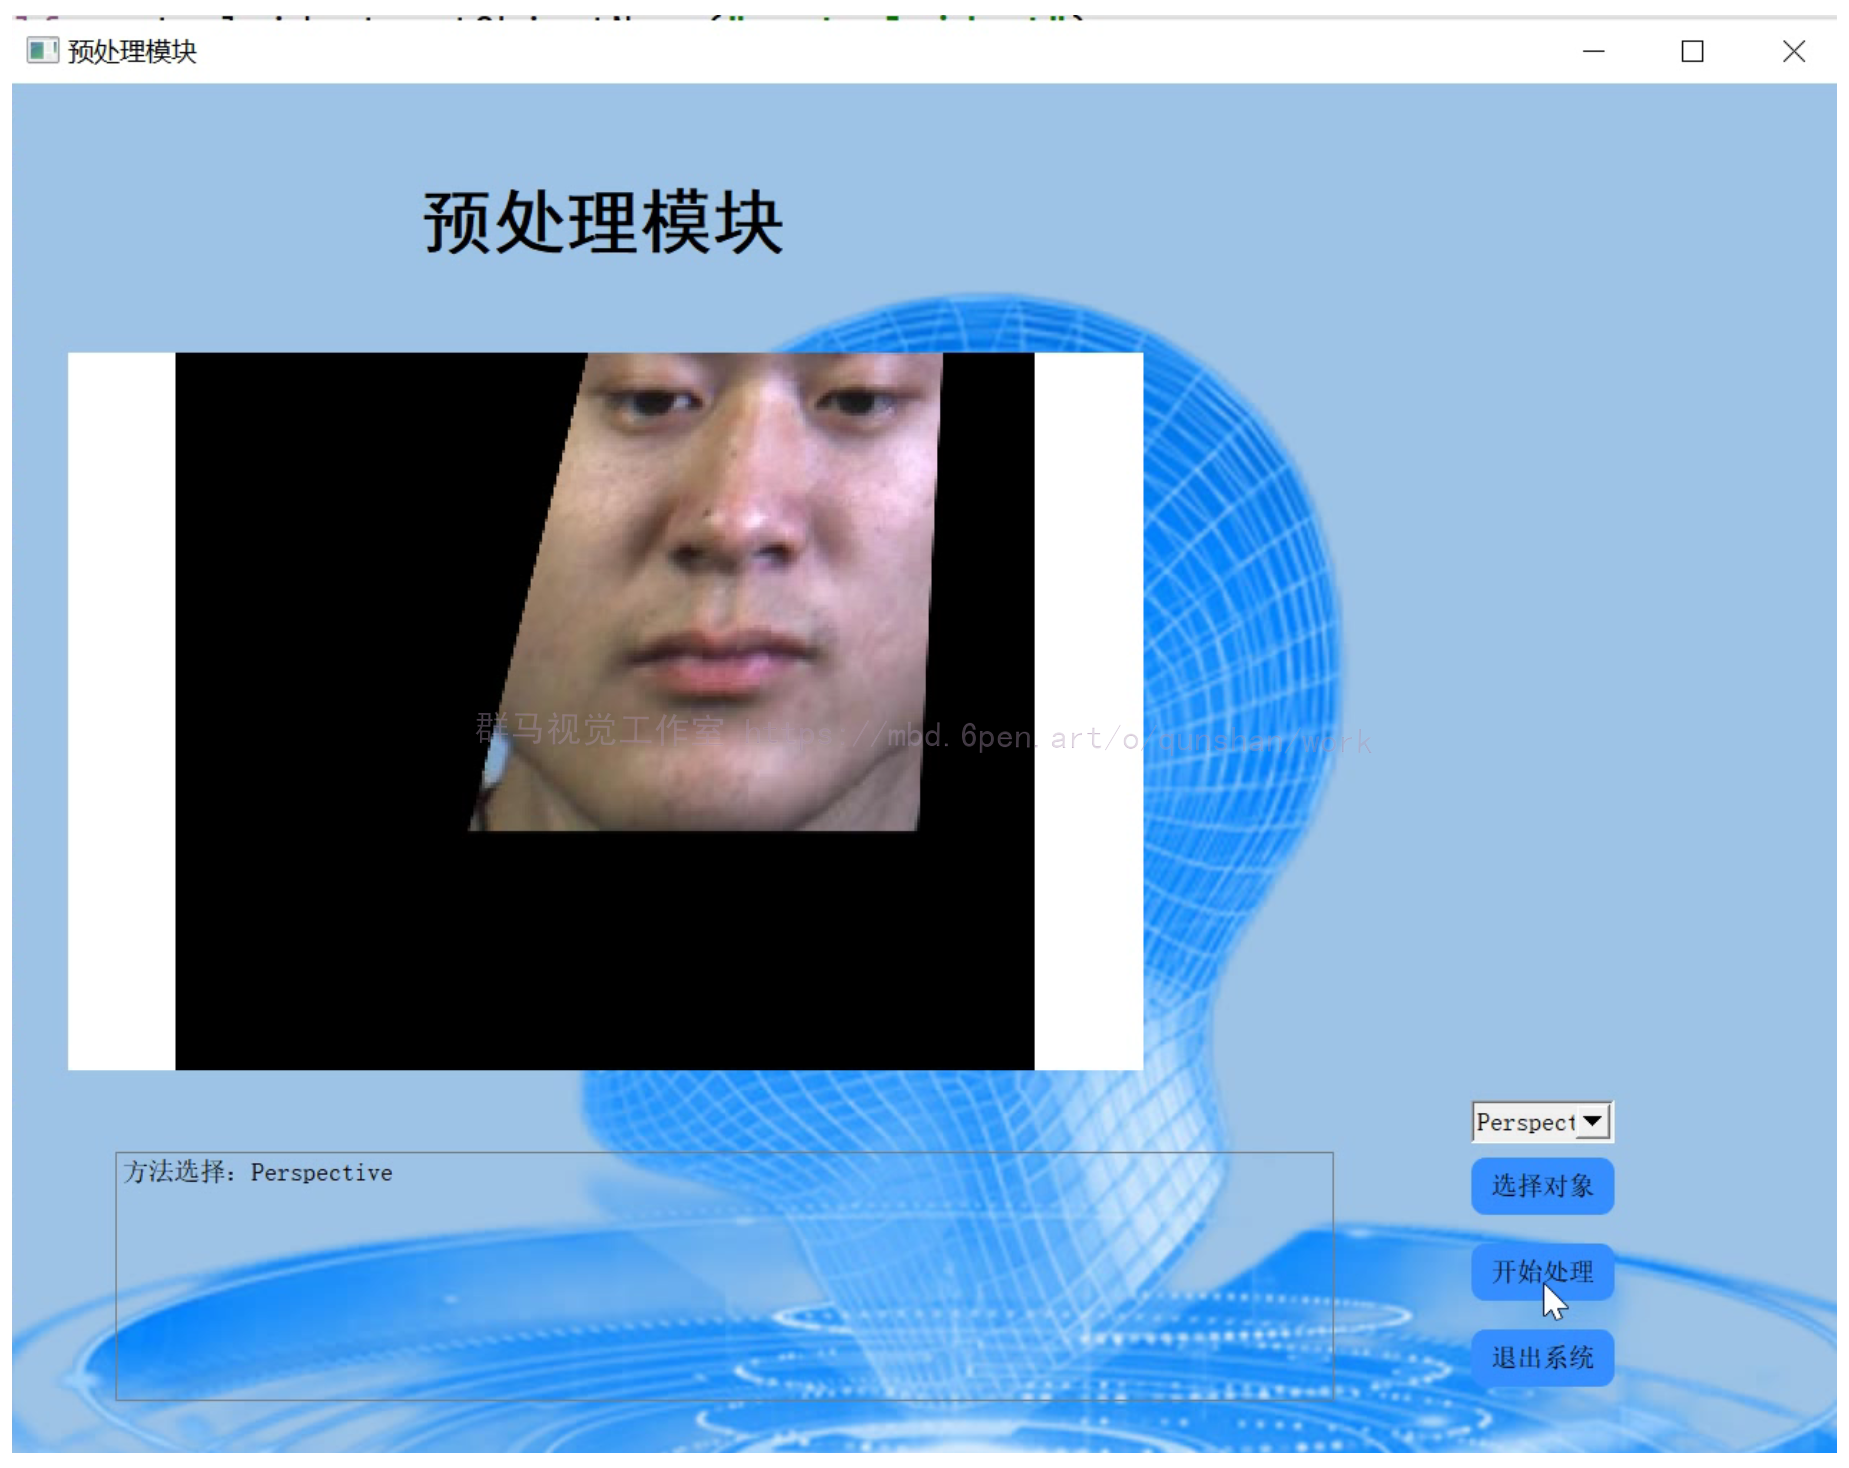 预处理模块
预处理模块
群马视觉工作室 https://mbd.6pen.art/o/qunshan/work
Perspect
方法选择：Perspective
选择对象
开始处理
退出系统